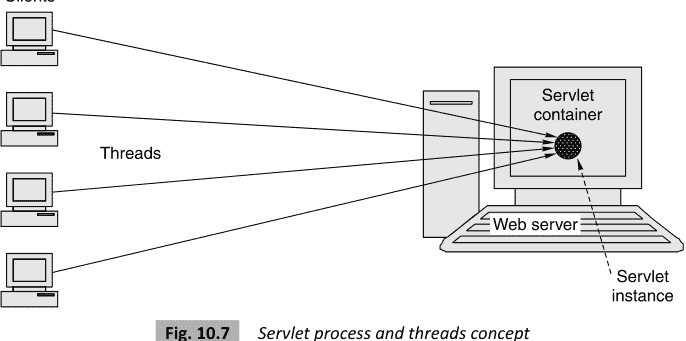 Clients
Servlet
container
Threads
Web server
Servlet
instance
Fig. 10.7 Servlet process and threads concept